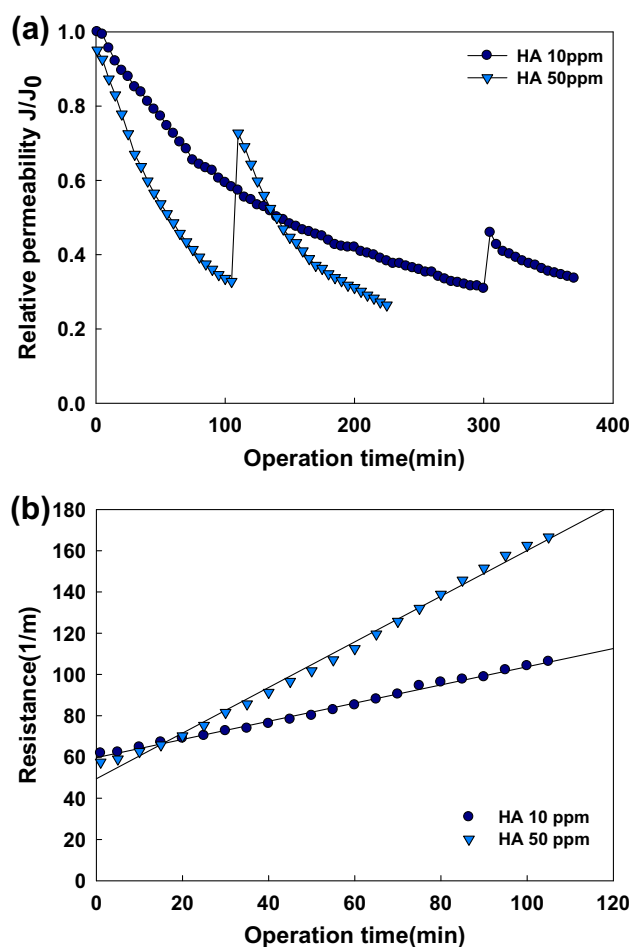 (a)
1.0
0.8
0.6
0.4
0.2
0.0
Relative permeability J/J0
HA 10ppm
HA 50ppm
0 100 200 300 400
Operation time(min)
(b)
180
160
140
120
100
80
60
40
20
0
Resistance(1/m)
HA 10 ppm
HA 50 ppm
0 20 40 60 80 100 120
Operation time(min)